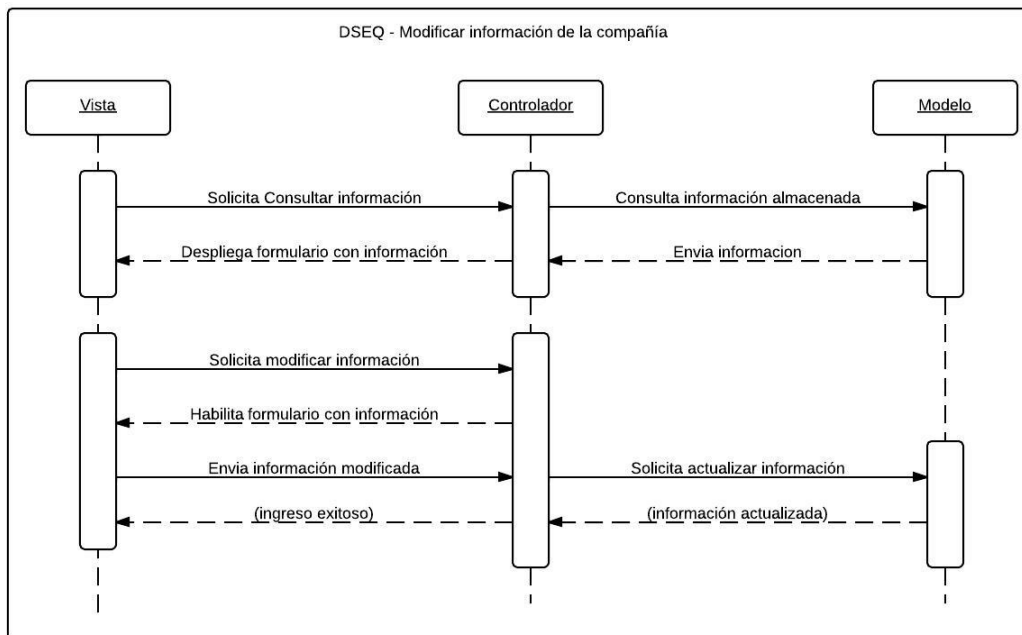 DSEQ - Modificar información de la compañía
Vista
Controlador
Modelo
Solicita Consultar información
Consulta información almacenada
Despliega formulario con información
Envia informacion
Solicita modificar información
Habilita formulario con información
Envia información modificada
Solicita actualizar información
(ingreso exitoso)
(información actualizada)